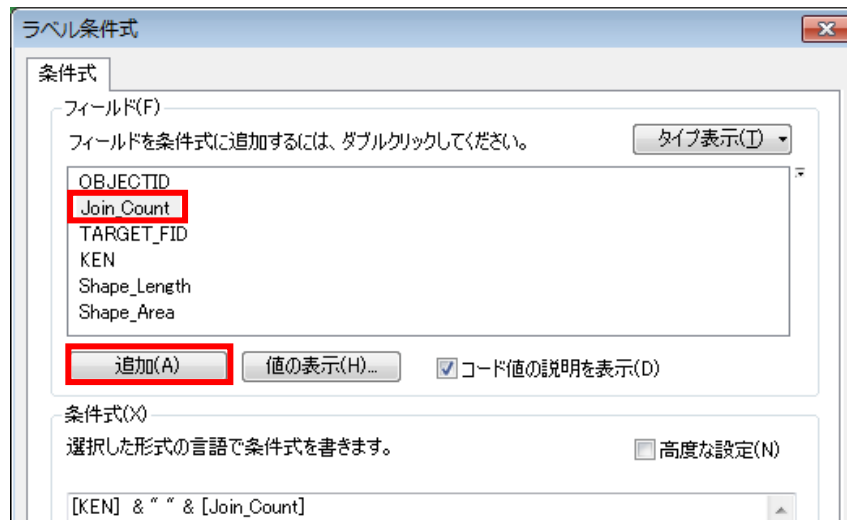 ラベル条件式
条件式
フィールド(F)
フィールドを条件式に追加するには、ダブルクリックしてください。 タイプ表示(T)
OBJECTID
Join_Count
TARGET_FID
KEN
Shape_Length
Shape_Area
追加(A) 値の表示(H)... コード値の説明を表示(D)
条件式(X)
選択した形式の言語で条件式を書きます。 高度な設定(N)
[KEN] & " " & [Join_Count]